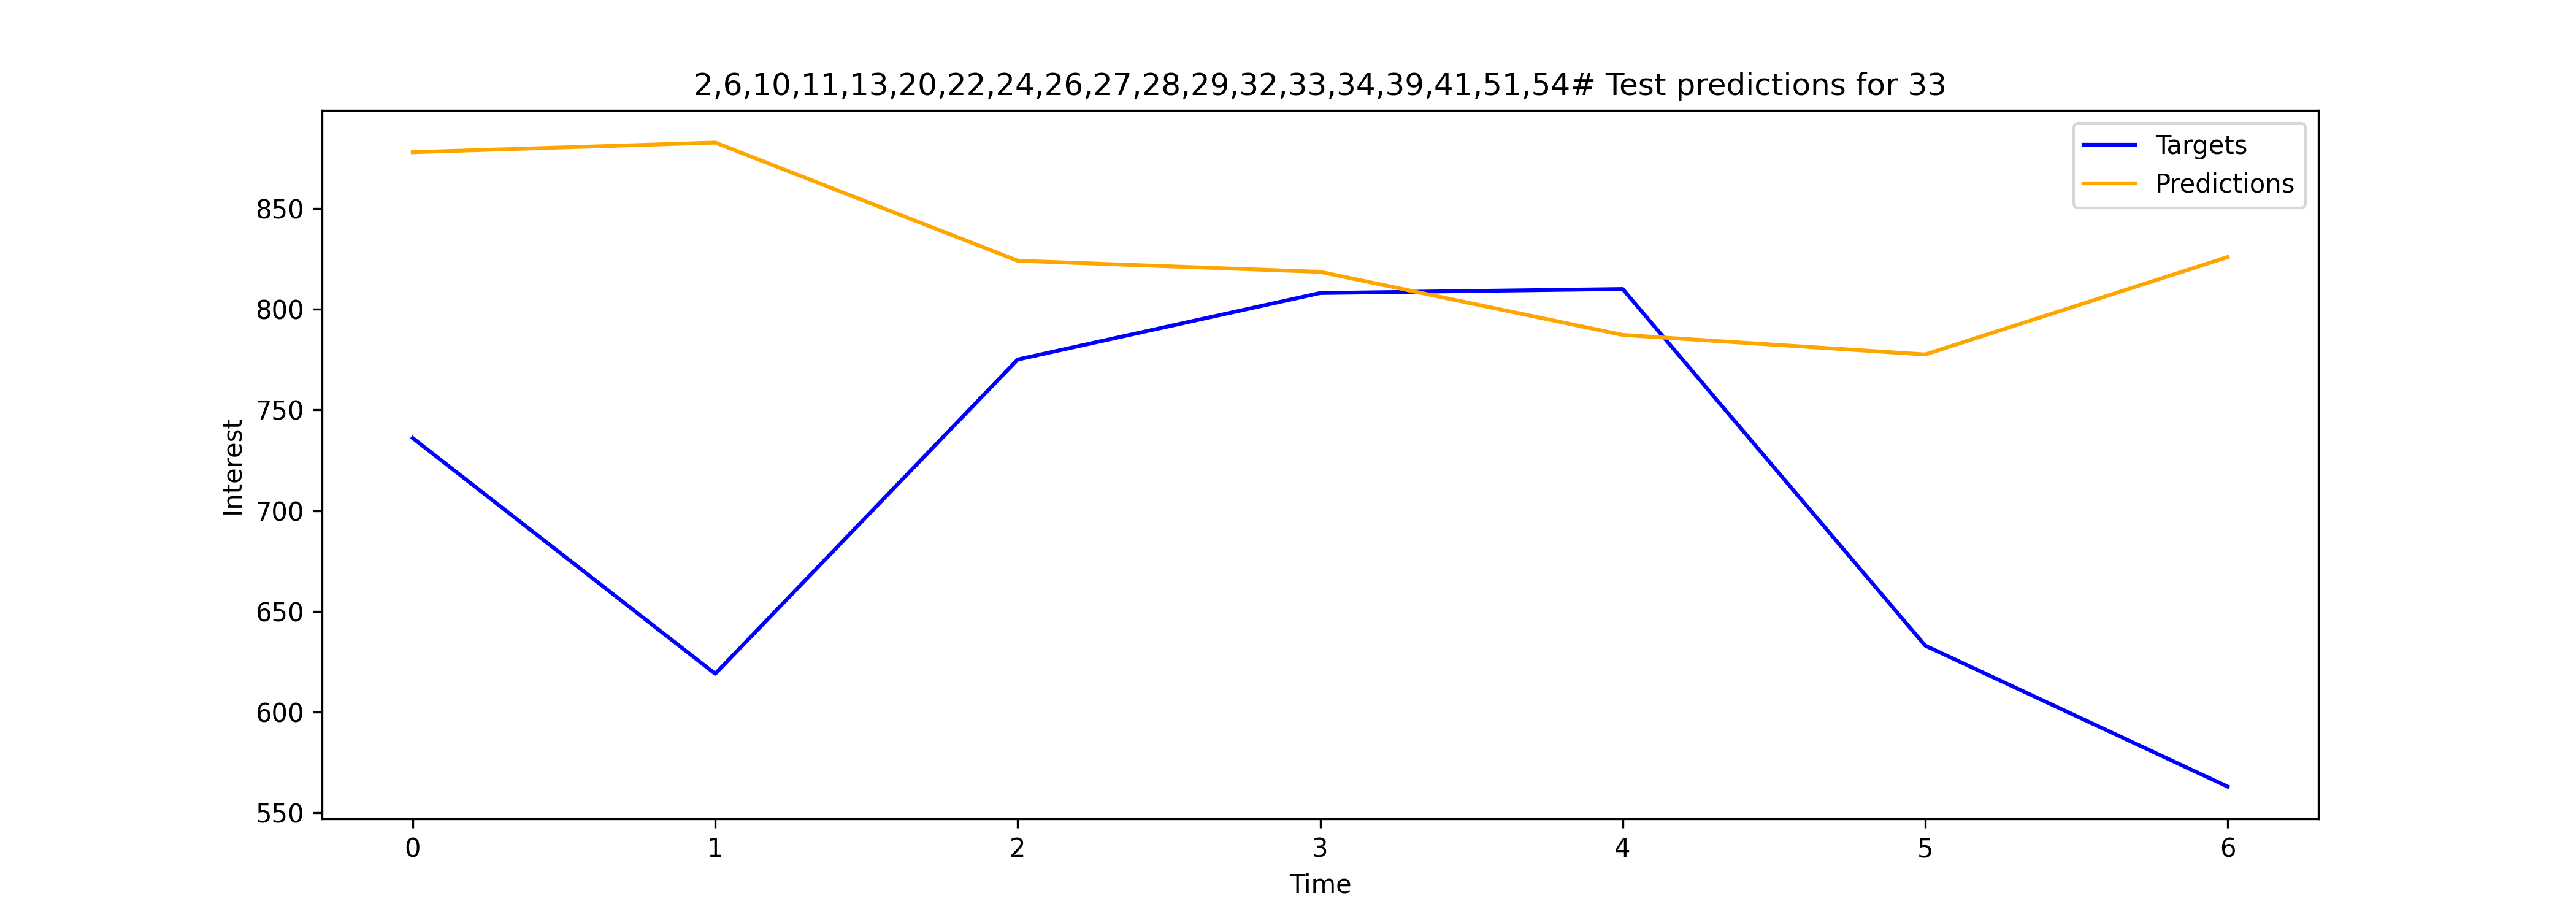 2,6,10,11,13,20,22,24,26,27,28,29,32,33,34,39,41,51,54# Test predictions for 33
Targets
Predictions
850
800
750
700
650
600
550
Interest
0 1 2 3 4 5 6
Time